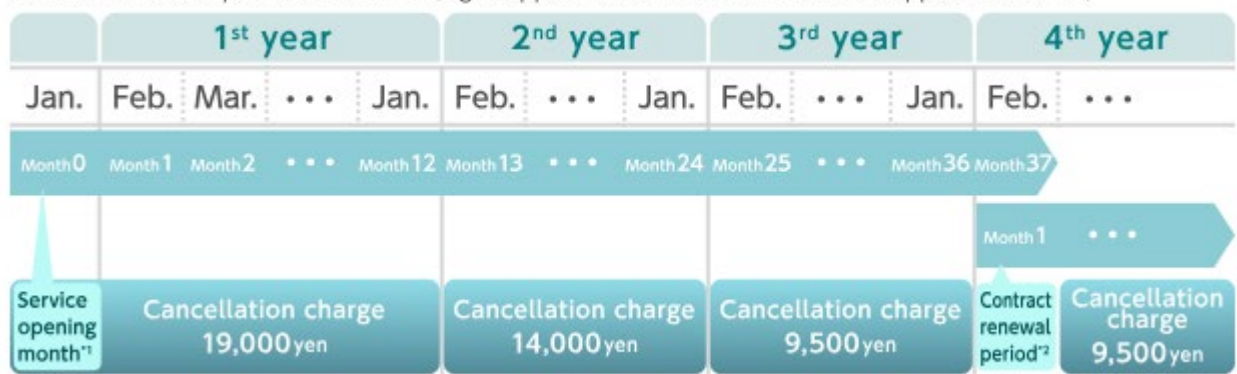 1st year 2nd year 3rd year 4th year
Jan. Feb. Mar. ··· Jan. Feb. ··· Jan. Feb. ··· Jan. Feb. ···
Month0 Month1 Month2 ··· Month12 Month13 ··· Month24 Month25 ··· Month36 Month37
Month1 ···
Service
opening
month*1
Cancellation charge
19,000yen
Cancellation charge
14,000yen
Cancellation charge
9,500yen
Contract
renewal
period*2
Cancellation
charge
9,500yen